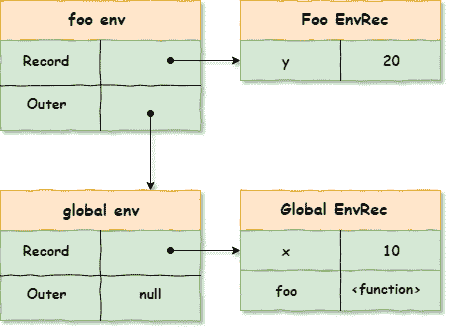 foo env
Record
Outer
Foo EnvRec
y 20
global env
Record
Outer null
Global EnvRec
x 10
foo <function>